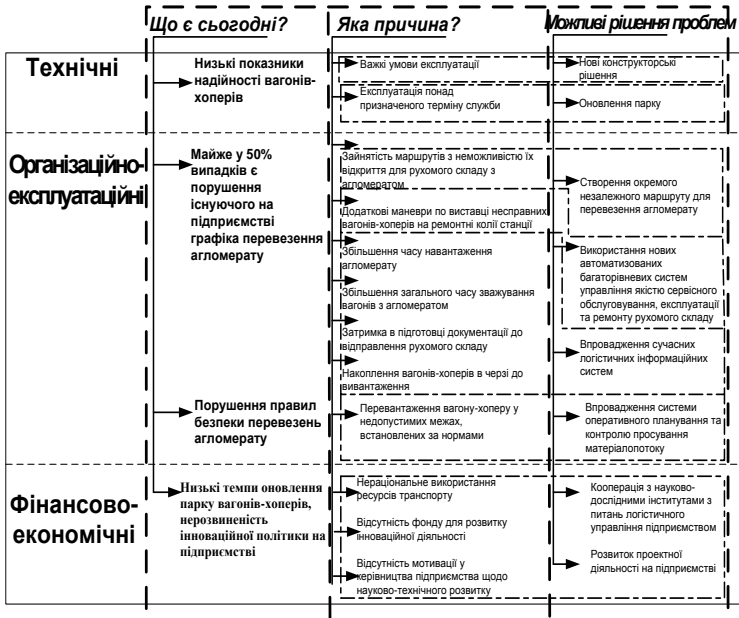 Що є сьогодні?
Яка причина?
Можливі рішення проблем
Технічні
Низькі показники
надійності вагонів-
хоперів
Важкі умови експлуатації
Експлуатація понад
призначеного терміну служби
Нові конструкторські
рішення
Оновлення парку
Організаційно-
експлуатаційні
Майже у 50%
випадків є
порушення
існуючого на
підприємстві
графіка перевезення
агломерату
Зайнятість маршрутів з неможливістю їх
відкриття для рухомого складу з
агломератом
Додаткові маневри по виставці несправних
вагонів-хоперів на ремонтні колії станції
Збільшення часу навантаження
агломерату
Збільшення загального часу зважування
вагонів з агломератом
Затримка в підготовці документації до
відправлення рухомого складу
Накоплення вагонів-хоперів в черзі до
вивантаження
Створення окремого
незалежного маршруту для
перевезення агломерату
Використання нових
автоматизованих
багаторівневих систем
управління якістю сервісного
обслуговування, експлуатації
та ремонту рухомого складу
Впровадження сучасних
логістичних інформаційних
систем
Порушення правил
безпеки перевезень
агломерату
Перевантаження вагону-хоперу у
недопустимих межах,
встановлених за нормами
Впровадження системи
оперативного планування та
контролю просування
матеріалопотоку
Фінансово-
економічні
Низькі темпи оновлення
парку вагонів-хоперів,
нерозвиненість
інноваційної політики на
підприємстві
Нераціональне використання
ресурсів транспорту
Відсутність фонду для розвитку
інноваційної діяльності
Відсутність мотивації у
керівництва підприємства щодо
науково-технічного розвитку
Кооперація з науково-
дослідними інститутами з
питань логістичного
управління підприємством
Розвиток проектної
діяльності на підприємстві